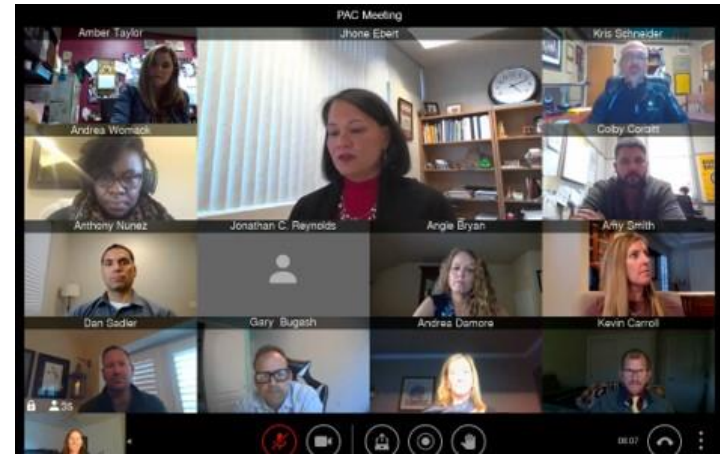 PAC Meeting
Amber Taylor
Jhone Ebert
Kris Schneider
Andrea Womack
Colby Corbitt
Anthony Nunez
Jonathan C. Reynolds
Angie Bryan
Amy Smith
Dan Sadler
Gary Bugash
Andrea Damore
Kevin Carroll
35
06:07